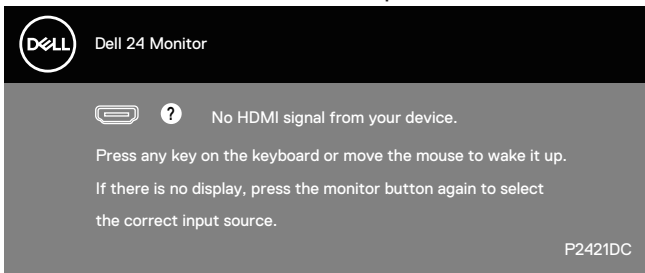 DELL
Dell 24 Monitor
? No HDMI signal from your device.
Press any key on the keyboard or move the mouse to wake it up.
If there is no display, press the monitor button again to select
the correct input source.
P2421DC